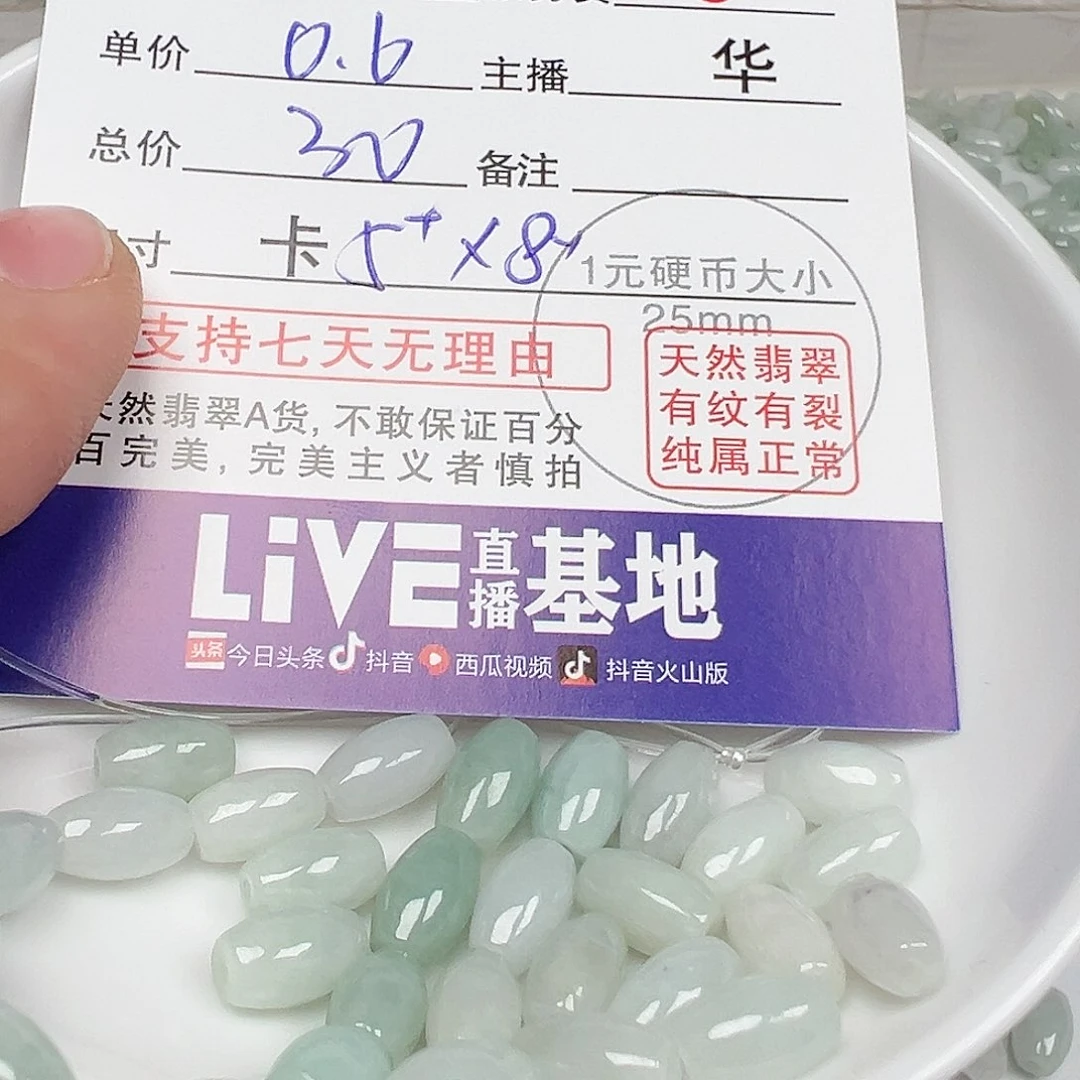 单价 0.6 主播 华
总价 30 备注
寸 卡 5+×8+
1元硬币大小
25mm
支持七天无理由
天然翡翠
有纹有裂
纯属正常
然翡翠A货,不敢保证百分
百完美,完美主义者慎拍
LiVE 直播 基地
头条 今日头条 抖音 西瓜视频 抖音火山版